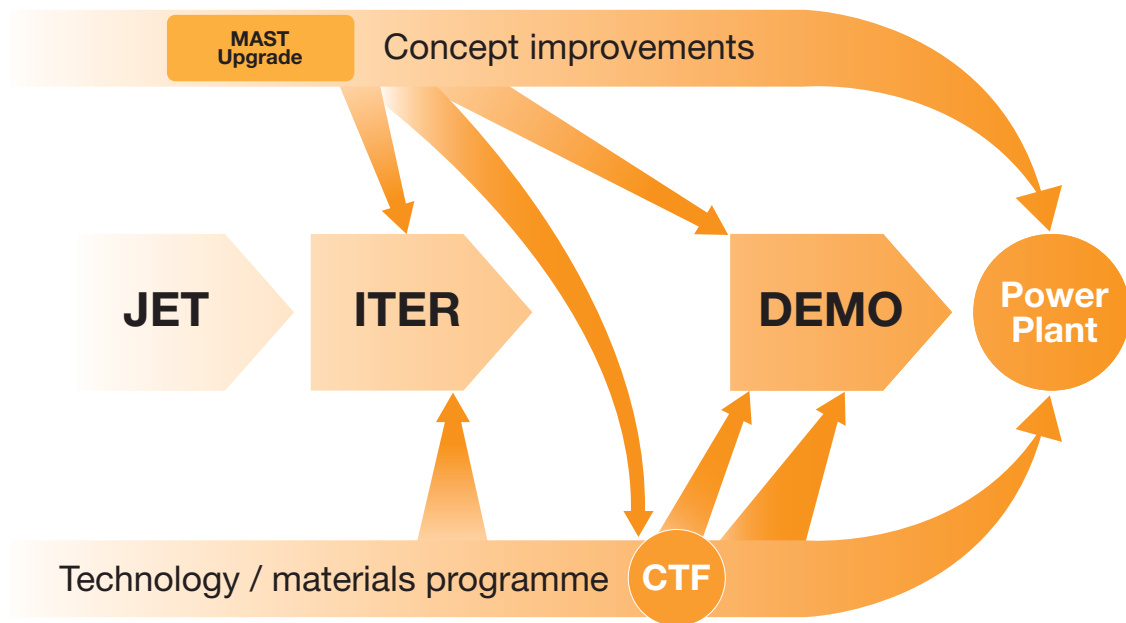 MAST
Upgrade
Concept improvements
JET
ITER
DEMO
Power
Plant
Technology / materials programme
CTF